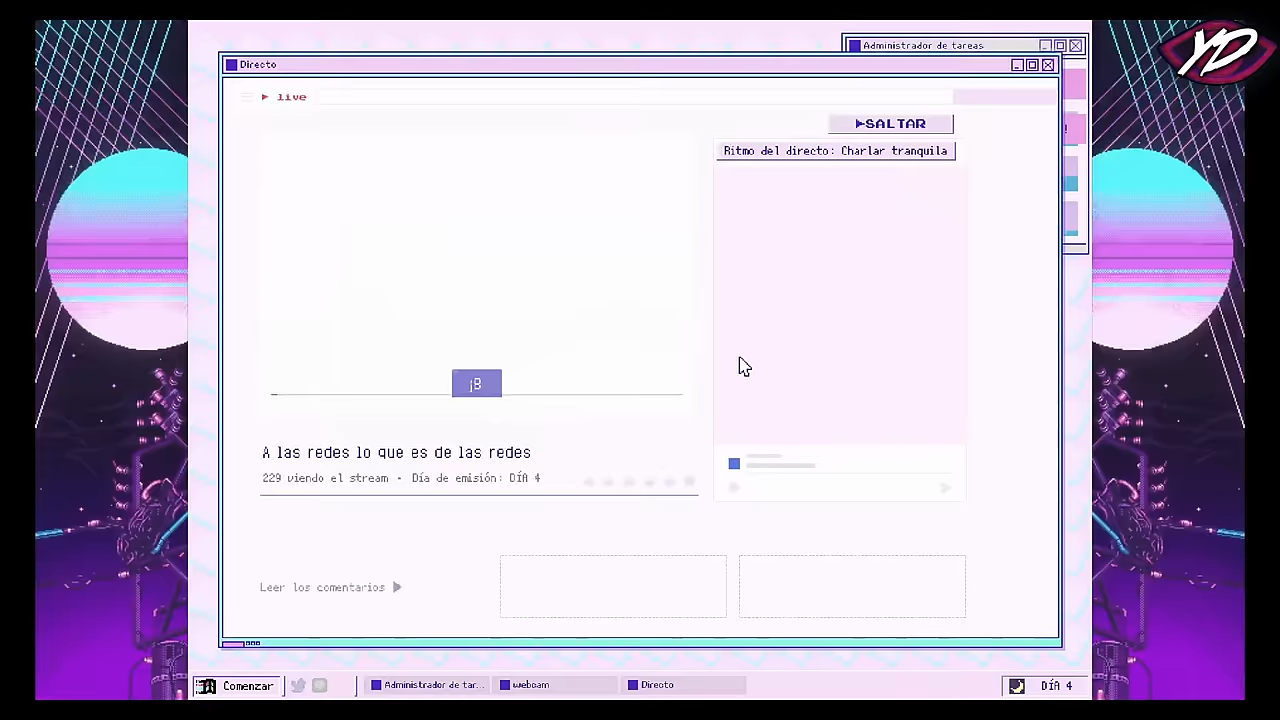 Administrador de tareas
YD
Directo
live
SALTAR
Ritmo del directo: Charlar tranquila
!
¡B
A las redes lo que es de las redes
229 viendo el stream - Día de emisión: DÍA 4
Leer los comentarios
Comenzar
Administrador de tar...
webcam
Directo
DÍA 4